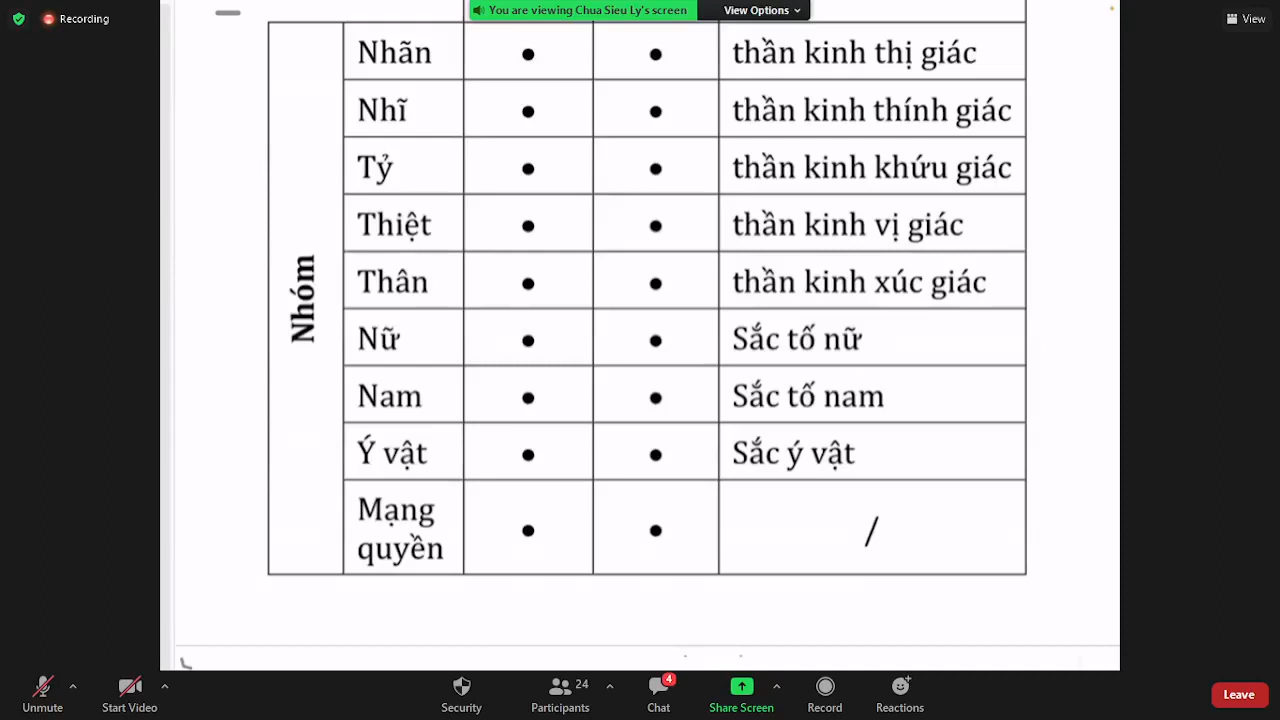 Recording
You are viewing Chua Sieu Ly's screen
View Options
View
Nhóm
Nhãn • • thần kinh thị giác
Nhĩ • • thần kinh thính giác
Tỷ • • thần kinh khứu giác
Thiệt • • thần kinh vị giác
Thân • • thần kinh xúc giác
Nữ • • Sắc tố nữ
Nam • • Sắc tố nam
Ý vật • • Sắc ý vật
Mạng
quyền • • /
Unmute
Start Video
Security
24
Participants
4
Chat
Share Screen
Record
Reactions
Leave